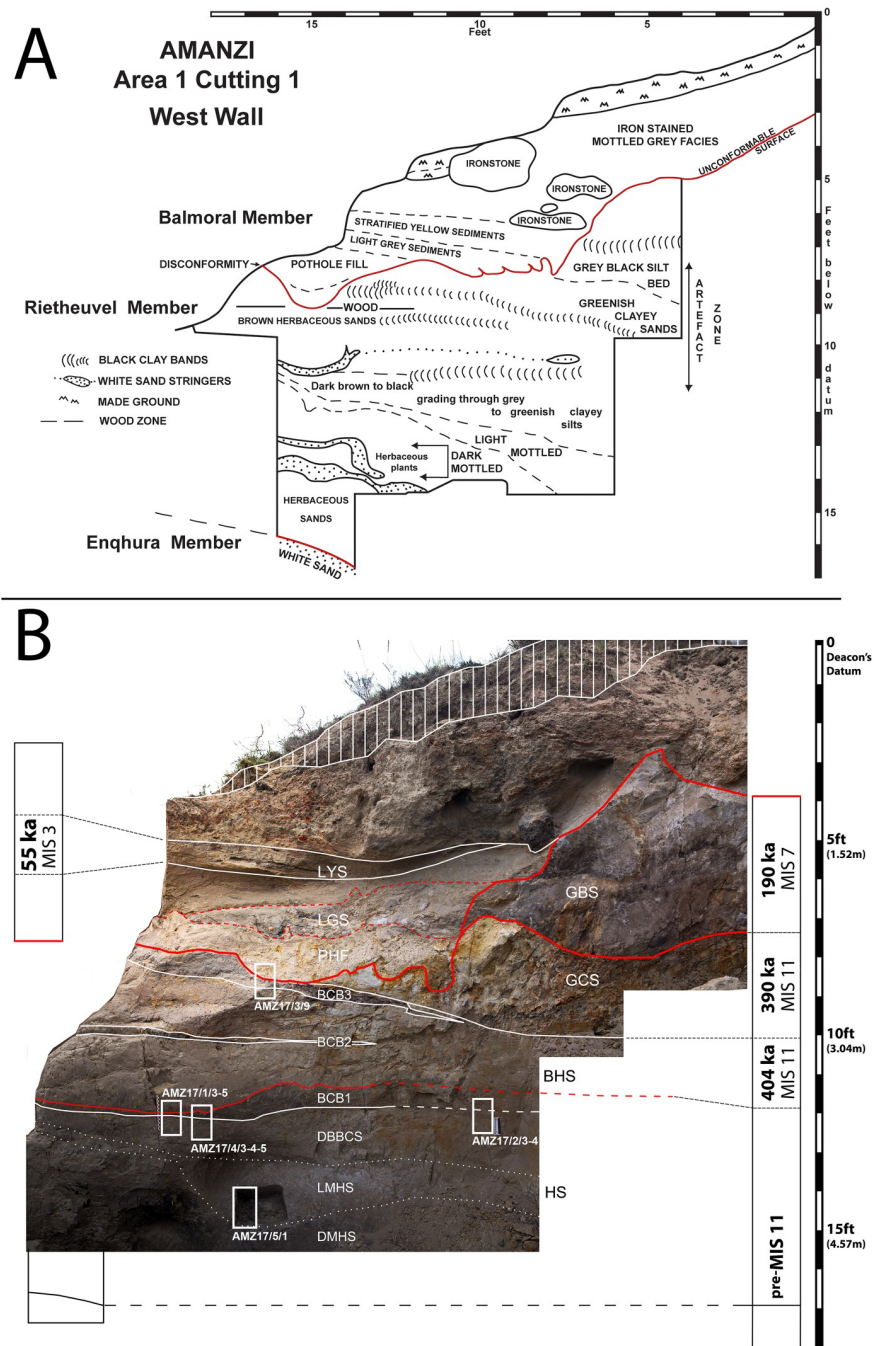 A
AMANZI
Area 1 Cutting 1
West Wall
15
10
Feet
5
0
IRON STAINED
MOTTLED GREY FACIES
UNCONFORMABLE
SURFACE
IRONSTONE
IRONSTONE
IRONSTONE
5
Feet below datum
Balmoral Member
STRATIFIED YELLOW SEDIMENTS
LIGHT GREY SEDIMENTS
DISCONFORMITY
POTHOLE FILL
GREY BLACK SILT
BED
ARTEFACT
ZONE
Rietheuvel Member
WOOD
GREENISH
CLAYEY
SANDS
BROWN HERBACEOUS SANDS
10
BLACK CLAY BANDS
WHITE SAND STRINGERS
MADE GROUND
WOOD ZONE
Dark brown to black
grading through grey
to greenish clayey
silts
LIGHT
MOTTLED
Herbaceous
plants
DARK
MOTTLED
HERBACEOUS
SANDS
15
Enqhura Member
WHITE SAND
B
0
Deacon's
Datum
55 ka
MIS 3
LYS
LGS
PHF
GBS
GCS
5ft
(1.52m)
190 ka
MIS 7
390 ka
MIS 11
BCB3
AMZ17/3/9
BCB2
10ft
(3.04m)
404 ka
MIS 11
BHS
AMZ17/1/3-5
BCB1
AMZ17/4/3-4-5
DBBCS
AMZ17/2/3-4
LMHS
HS
AMZ17/5/1
DMHS
15ft
(4.57m)
pre-MIS 11